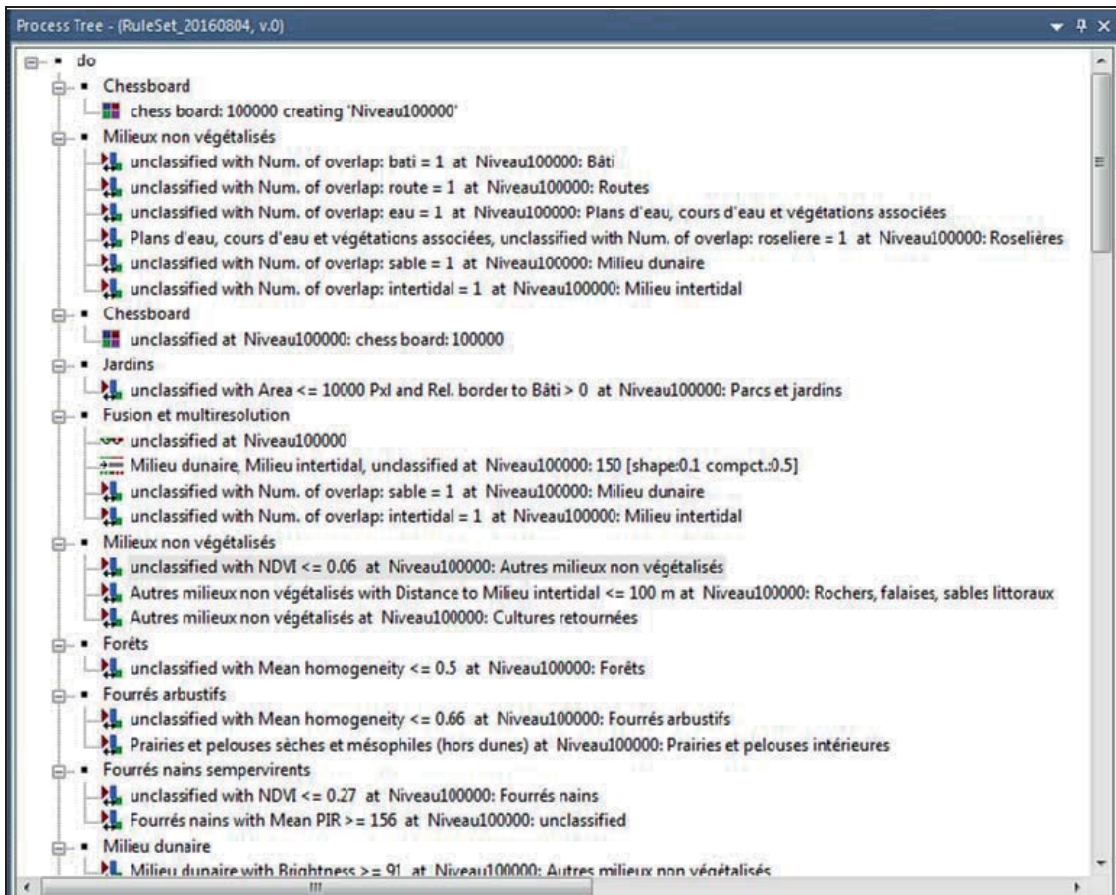 Process Tree - (RuleSet_20160804, v.0)
do
Chessboard
chess board: 100000 creating 'Niveau100000'
Milieux non végétalisés
unclassified with Num. of overlap: bati = 1 at Niveau100000: Bâti
unclassified with Num. of overlap: route = 1 at Niveau100000: Routes
unclassified with Num. of overlap: eau = 1 at Niveau100000: Plans d'eau, cours d'eau et végétations associées
Plans d'eau, cours d'eau et végétations associées, unclassified with Num. of overlap: roseliere = 1 at Niveau100000: Roselières
unclassified with Num. of overlap: sable = 1 at Niveau100000: Milieu dunaire
unclassified with Num. of overlap: intertidal = 1 at Niveau100000: Milieu intertidal
Chessboard
unclassified at Niveau100000: chess board: 100000
Jardins
unclassified with Area <= 10000 Pxl and Rel. border to Bâti > 0 at Niveau100000: Parcs et jardins
Fusion et multiresolution
unclassified at Niveau100000
Milieu dunaire, Milieu intertidal, unclassified at Niveau100000: 150 [shape:0.1 compct.:0.5]
unclassified with Num. of overlap: sable = 1 at Niveau100000: Milieu dunaire
unclassified with Num. of overlap: intertidal = 1 at Niveau100000: Milieu intertidal
Milieux non végétalisés
unclassified with NDVI <= 0.06 at Niveau100000: Autres milieux non végétalisés
Autres milieux non végétalisés with Distance to Milieu intertidal <= 100 m at Niveau100000: Rochers, falaises, sables littoraux
Autres milieux non végétalisés at Niveau100000: Cultures retournées
Forêts
unclassified with Mean homogeneity <= 0.5 at Niveau100000: Forêts
Fourrés arbustifs
unclassified with Mean homogeneity <= 0.66 at Niveau100000: Fourrés arbustifs
Prairies et pelouses sèches et mésophiles (hors dunes) at Niveau100000: Prairies et pelouses intérieures
Fourrés nains sempervirents
unclassified with NDVI <= 0.27 at Niveau100000: Fourrés nains
Fourrés nains with Mean PIR >= 156 at Niveau100000: unclassified
Milieu dunaire
Milieu dunaire with Brightness >= 91 at Niveau100000: Autres milieux non végétalisés